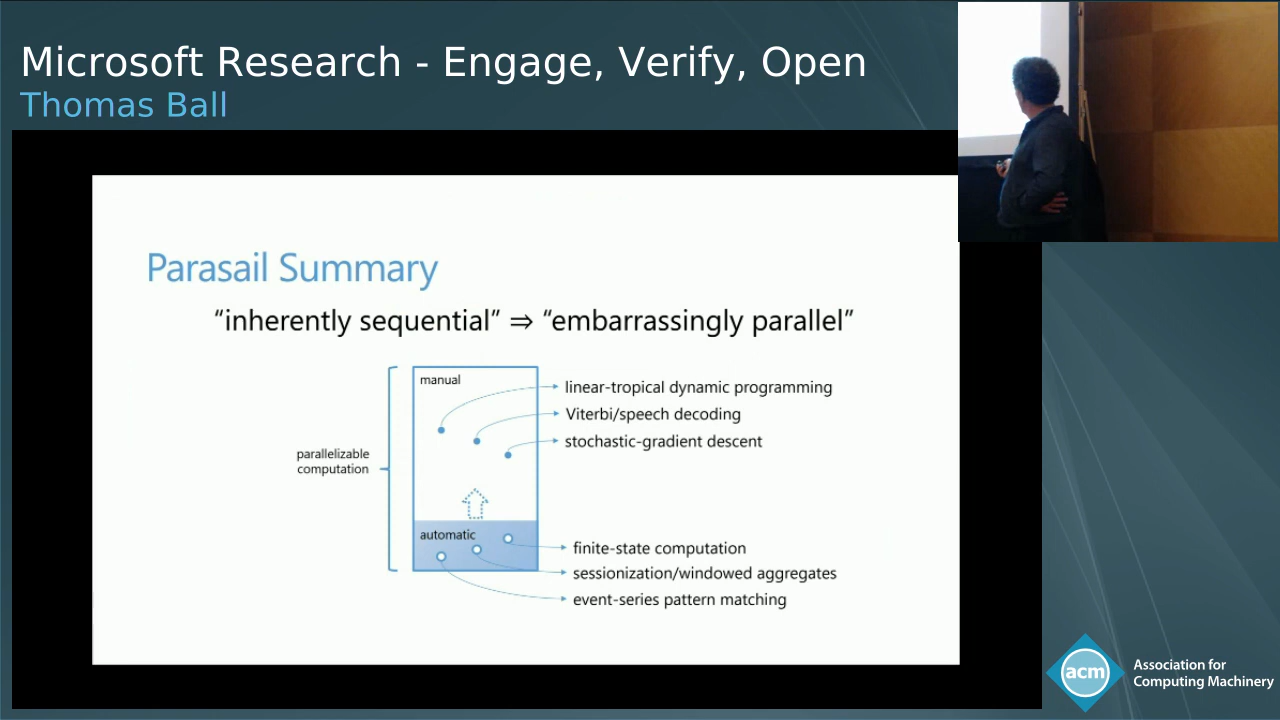 Microsoft Research - Engage, Verify, Open
Thomas Ball
Parasail Summary
“inherently sequential” ⇒ “embarrassingly parallel”
manual
linear-tropical dynamic programming
Viterbi/speech decoding
stochastic-gradient descent
parallelizable
computation
automatic
finite-state computation
sessionization/windowed aggregates
event-series pattern matching
acm
Association for
Computing Machinery